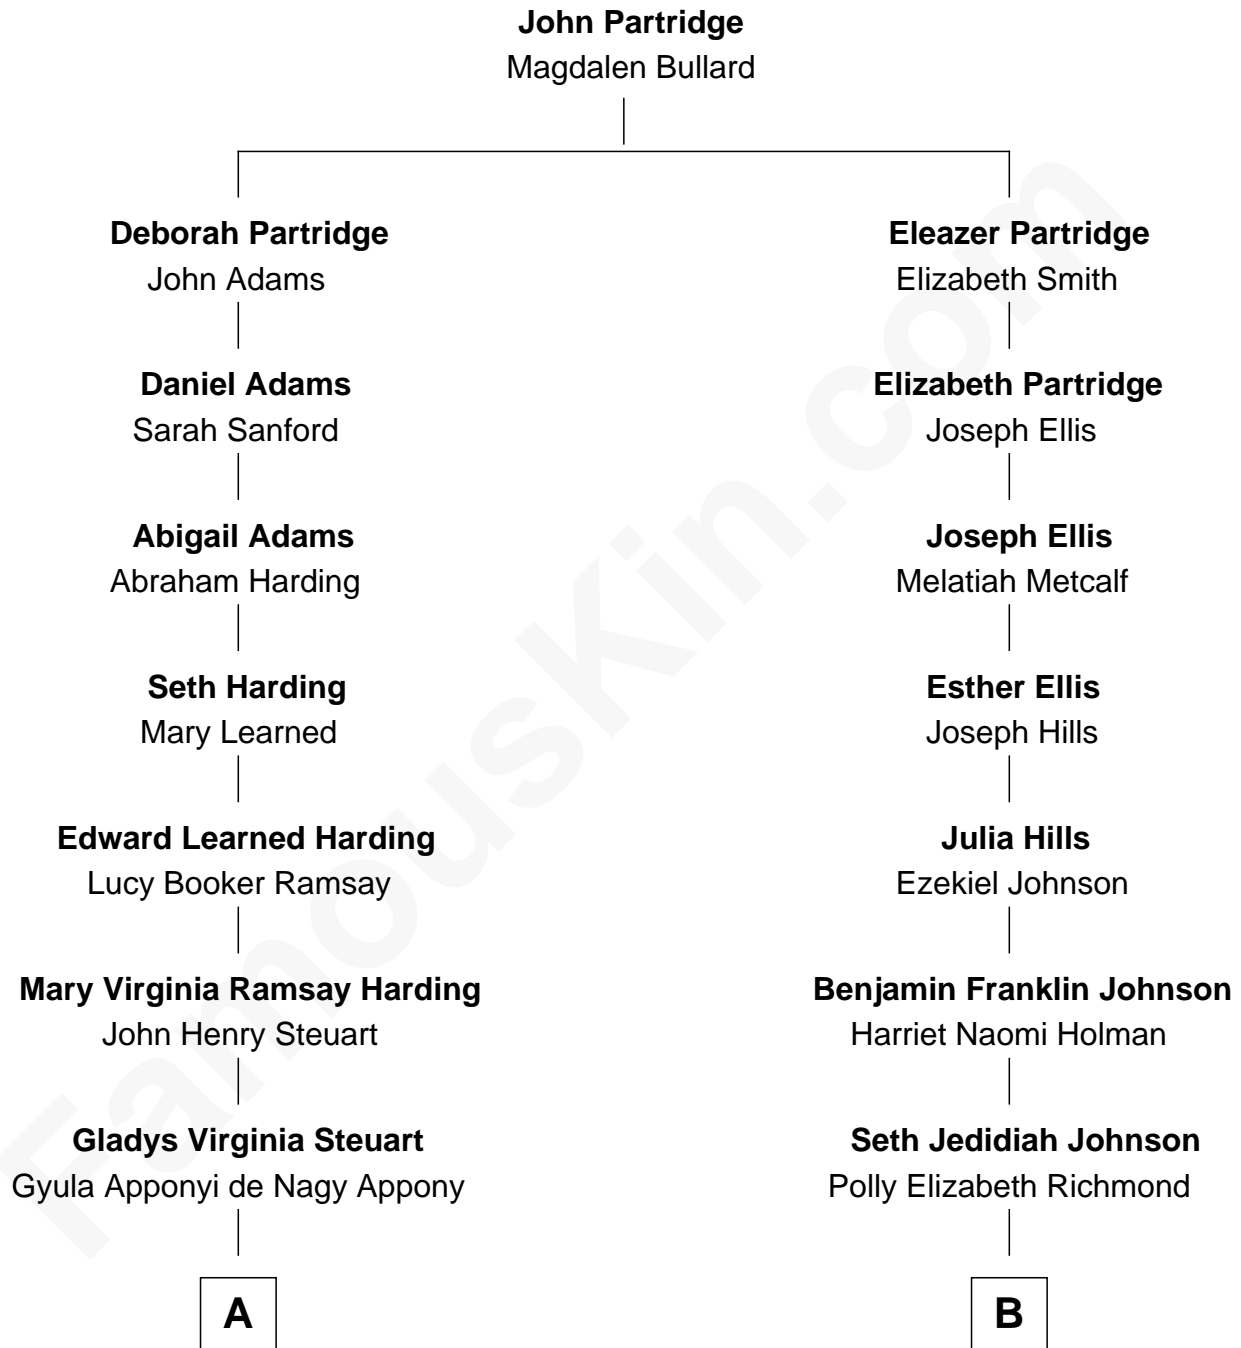 John Partridge
Magdalen Bullard
Deborah Partridge
John Adams
Eleazer Partridge
Elizabeth Smith
Daniel Adams
Sarah Sanford
Elizabeth Partridge
Joseph Ellis
Abigail Adams
Abraham Harding
Joseph Ellis
Melatiah Metcalf
Seth Harding
Mary Learned
Esther Ellis
Joseph Hills
Edward Learned Harding
Lucy Booker Ramsay
Julia Hills
Ezekiel Johnson
Mary Virginia Ramsay Harding
John Henry Steuart
Benjamin Franklin Johnson
Harriet Naomi Holman
Gladys Virginia Steuart
Gyula Apponyi de Nagy Appony
Seth Jedidiah Johnson
Polly Elizabeth Richmond
A
B
FamousKin.com